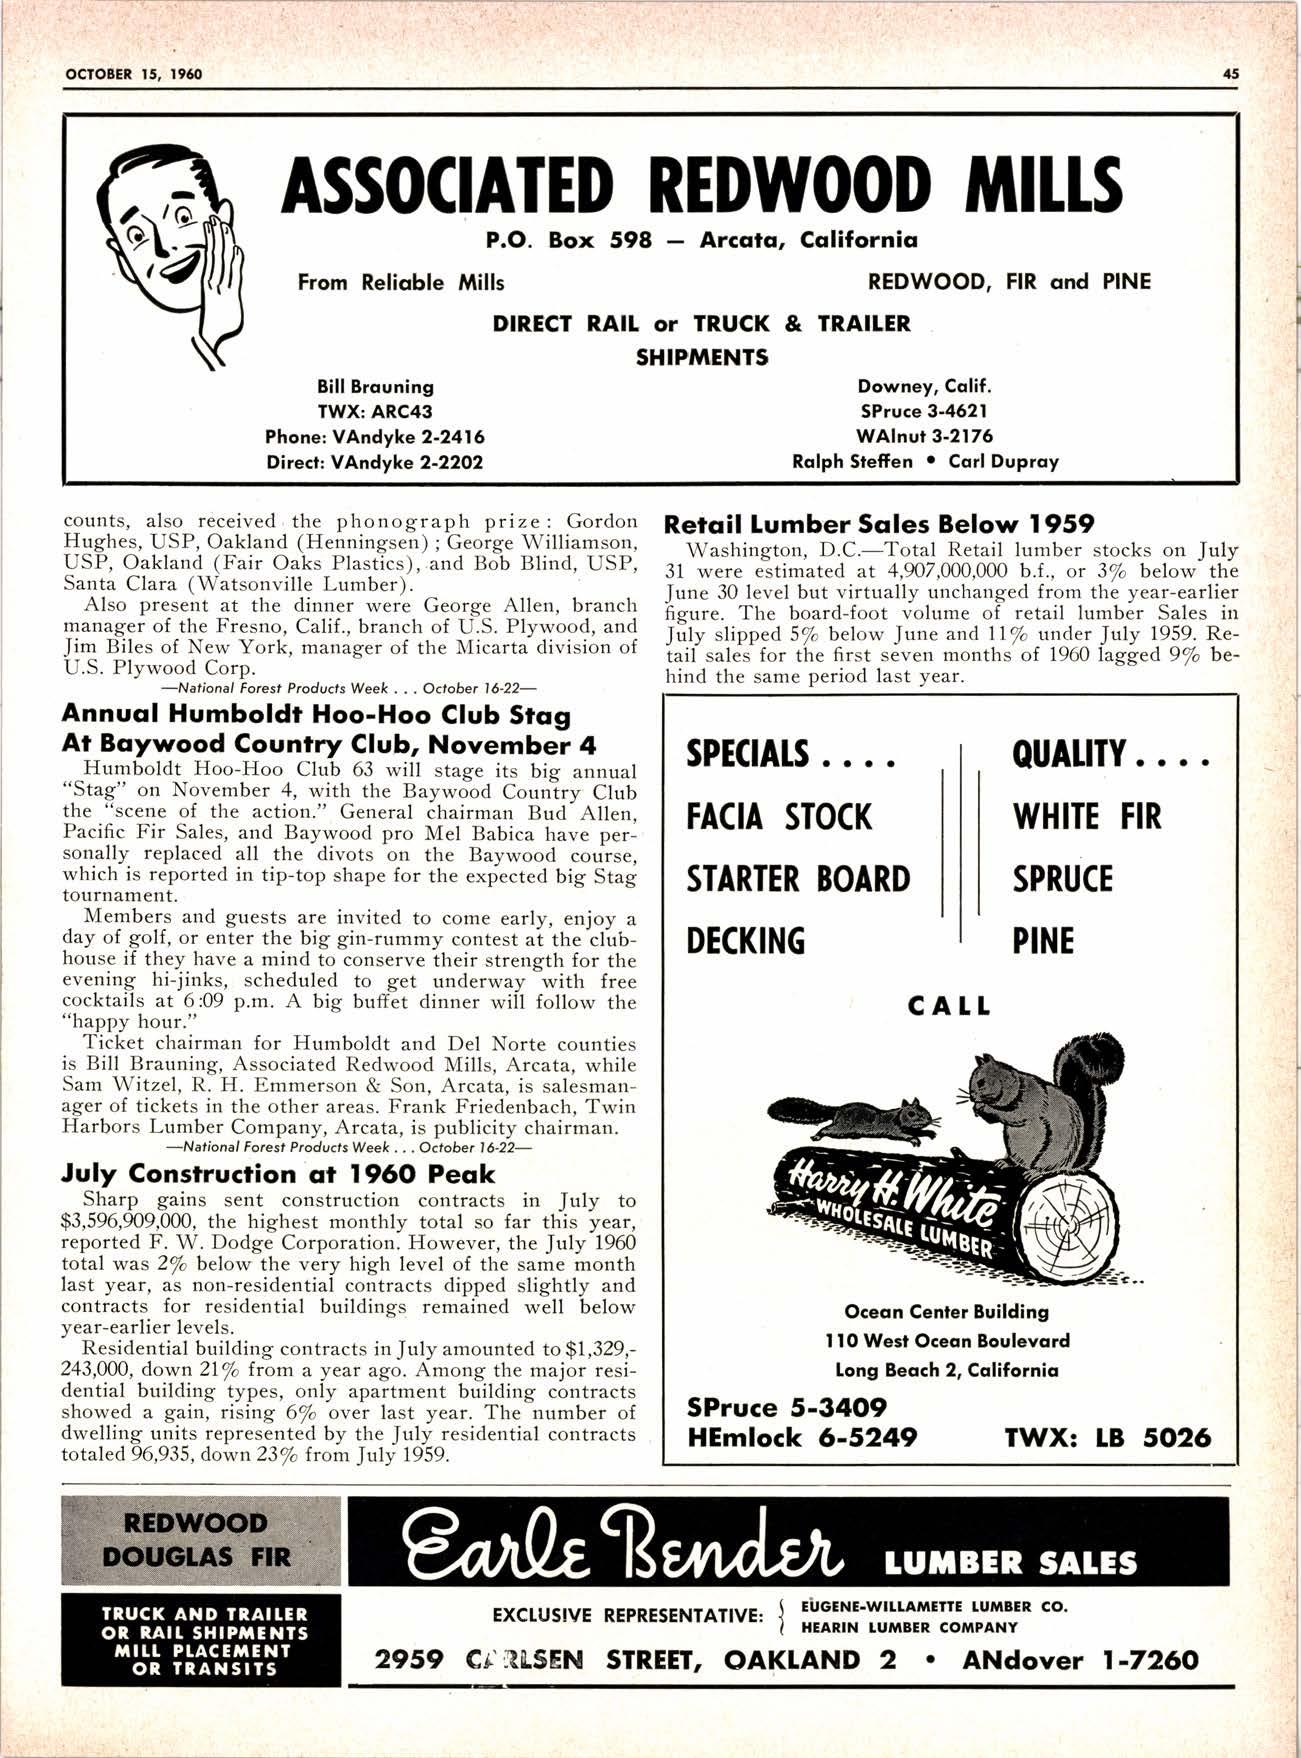 OCTOBER 15, 1960
45
ASSOCIATED REDWOOD MILLS
P.O. Box 598 — Arcata, California
From Reliable Mills
REDWOOD, FIR and PINE
DIRECT RAIL or TRUCK & TRAILER
SHIPMENTS
Bill Brauning
TWX: ARC43
Phone: VAndyke 2-2416
Direct: VAndyke 2-2202
Downey, Calif.
SPruce 3-4621
WAlnut 3-2176
Ralph Steffen • Carl Dupray
counts, also received the phonograph prize: Gordon
Hughes, USP, Oakland (Henningsen) ; George Williamson,
USP, Oakland (Fair Oaks Plastics), and Bob Blind, USP,
Santa Clara (Watsonville Lumber).
Also present at the dinner were George Allen, branch
manager of the Fresno, Calif., branch of U.S. Plywood, and
Jim Biles of New York, manager of the Micarta division of
U.S. Plywood Corp.
—National Forest Products Week . . . October 16-22—
Annual Humboldt Hoo-Hoo Club Stag
At Baywood Country Club, November 4
Humboldt Hoo-Hoo Club 63 will stage its big annual
“Stag” on November 4, with the Baywood Country Club
the “scene of the action.” General chairman Bud Allen,
Pacific Fir Sales, and Baywood pro Mel Babica have per-
sonally replaced all the divots on the Baywood course,
which is reported in tip-top shape for the expected big Stag
tournament.
Members and guests are invited to come early, enjoy a
day of golf, or enter the big gin-rummy contest at the club-
house if they have a mind to conserve their strength for the
evening hi-jinks, scheduled to get underway with free
cocktails at 6:09 p.m. A big buffet dinner will follow the
“happy hour.”
Ticket chairman for Humboldt and Del Norte counties
is Bill Brauning, Associated Redwood Mills, Arcata, while
Sam Witzel, R. H. Emmerson & Son, Arcata, is salesman-
ager of tickets in the other areas. Frank Friedenbach, Twin
Harbors Lumber Company, Arcata, is publicity chairman.
—National Forest Products Week . . . October 16-22—
July Construction at 1960 Peak
Sharp gains sent construction contracts in July to
$3,596,909,000, the highest monthly total so far this year,
reported F. W. Dodge Corporation. However, the July 1960
total was 2% below the very high level of the same month
last year, as non-residential contracts dipped slightly and
contracts for residential buildings remained well below
year-earlier levels.
Residential building contracts in July amounted to $1,329,-
243,000, down 21% from a year ago. Among the major resi-
dential building types, only apartment building contracts
showed a gain, rising 6% over last year. The number of
dwelling units represented by the July residential contracts
totaled 96,935, down 23% from July 1959.
Retail Lumber Sales Below 1959
Washington, D.C.—Total Retail lumber stocks on July
31 were estimated at 4,907,000,000 b.f., or 3% below the
June 30 level but virtually unchanged from the year-earlier
figure. The board-foot volume of retail lumber Sales in
July slipped 5% below June and 11% under July 1959. Re-
tail sales for the first seven months of 1960 lagged 9% be-
hind the same period last year.
SPECIALS . . . .
FACIA STOCK
STARTER BOARD
DECKING
QUALITY . . . .
WHITE FIR
SPRUCE
PINE
CALL
Harry H. White
WHOLESALE LUMBER
Ocean Center Building
110 West Ocean Boulevard
Long Beach 2, California
SPruce 5-3409
HEmlock 6-5249
TWX: LB 5026
REDWOOD
DOUGLAS FIR
TRUCK AND TRAILER
OR RAIL SHIPMENTS
MILL PLACEMENT
OR TRANSITS
Earle Bender LUMBER SALES
EXCLUSIVE REPRESENTATIVE:
EUGENE-WILLAMETTE LUMBER CO.
HEARIN LUMBER COMPANY
2959 CARLSEN STREET, OAKLAND 2 • ANdover 1-7260